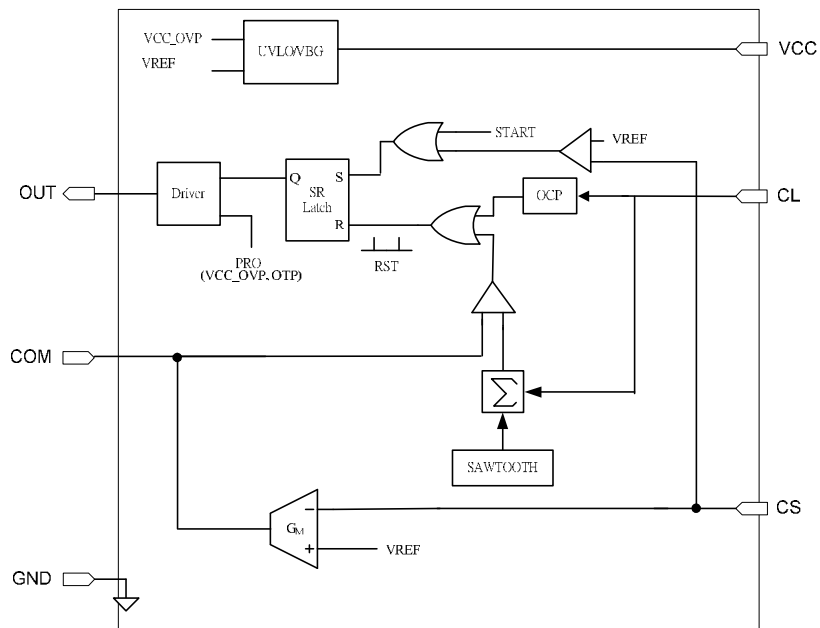 VCC_OVP
VREF
UVLO/VBG
VCC
START
VREF
OUT
Driver
Q
S
SR
Latch
R
OCP
CL
PRO
(VCC_OVP, OTP)
RST
COM
Σ
SAWTOOTH
CS
GM
−
+
VREF
GND